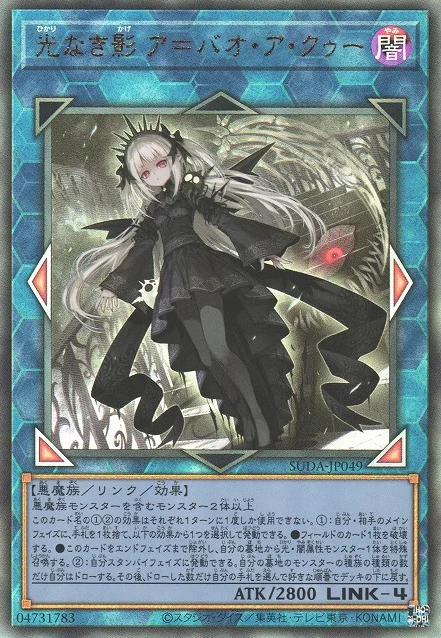 光なき影 ア＝バオ・ア・クゥー
闇
SUDA-JP049
【悪魔族／リンク／効果】
悪魔族モンスターを含むモンスター2体以上
このカード名の①②の効果はそれぞれ1ターンに1度しか使用できない。①：自分・相手のメイン
フェイズに、手札を1枚捨て、以下の効果から1つを選択して発動できる。●フィールドのカード1枚を破壊
する。●このカードをエンドフェイズまで除外し、自分の墓地から光・闇属性モンスター1体を特殊
召喚する。②：自分スタンバイフェイズに発動できる。自分の墓地のモンスターの種族の種類の数
だけ自分はドローする。その後、ドローした数だけ自分の手札を選んで好きな順番でデッキの下に戻す。
ATK/2800 LINK-4
04731783
©スタジオ・ダイス／集英社・テレビ東京・KONAMI